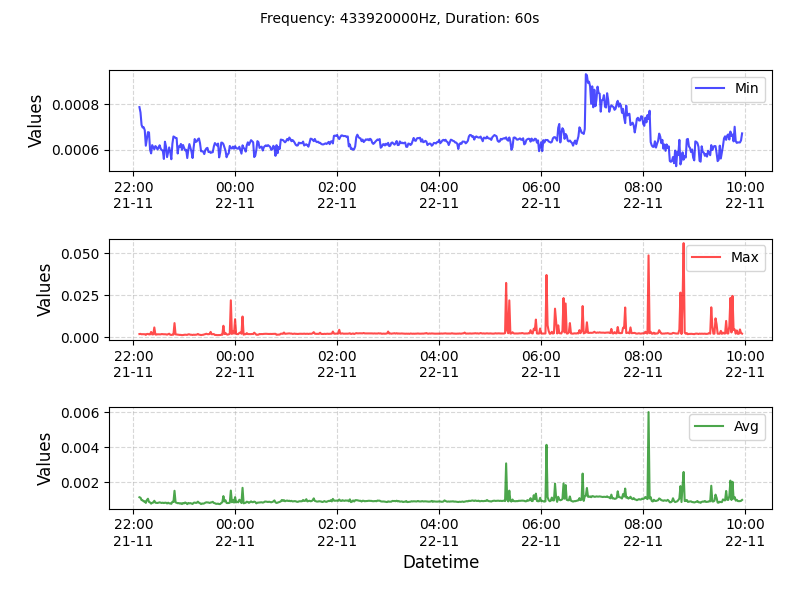 Frequency: 433920000Hz, Duration: 60s
Values
0.0008
0.0006
Min
22:00 00:00 02:00 04:00 06:00 08:00 10:00
21-11 22-11 22-11 22-11 22-11 22-11 22-11
Values
0.050
0.025
0.000
Max
22:00 00:00 02:00 04:00 06:00 08:00 10:00
21-11 22-11 22-11 22-11 22-11 22-11 22-11
Values
0.006
0.004
0.002
Avg
22:00 00:00 02:00 04:00 06:00 08:00 10:00
21-11 22-11 22-11 22-11 22-11 22-11 22-11
Datetime